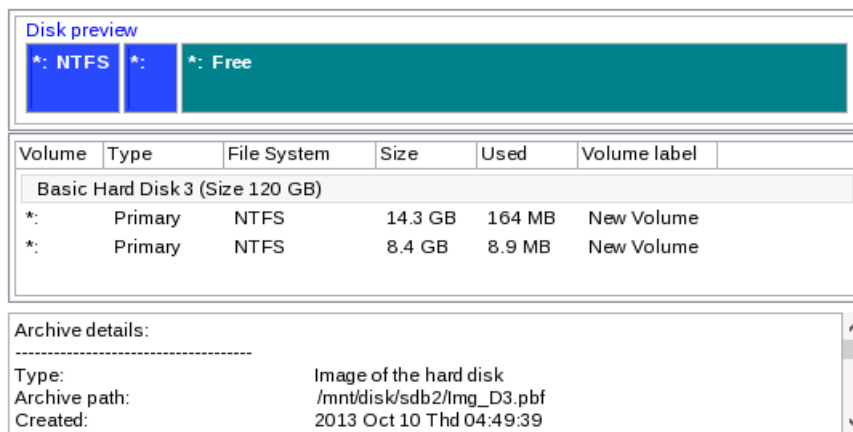 Disk preview
*: NTFS *: *: Free
Volume Type File System Size Used Volume label
Basic Hard Disk 3 (Size 120 GB)
*: Primary NTFS 14.3 GB 164 MB New Volume
*: Primary NTFS 8.4 GB 8.9 MB New Volume
Archive details:
-------------------------------------
Type: Image of the hard disk
Archive path: /mnt/disk/sdb2/Img_D3.pbf
Created: 2013 Oct 10 Thd 04:49:39